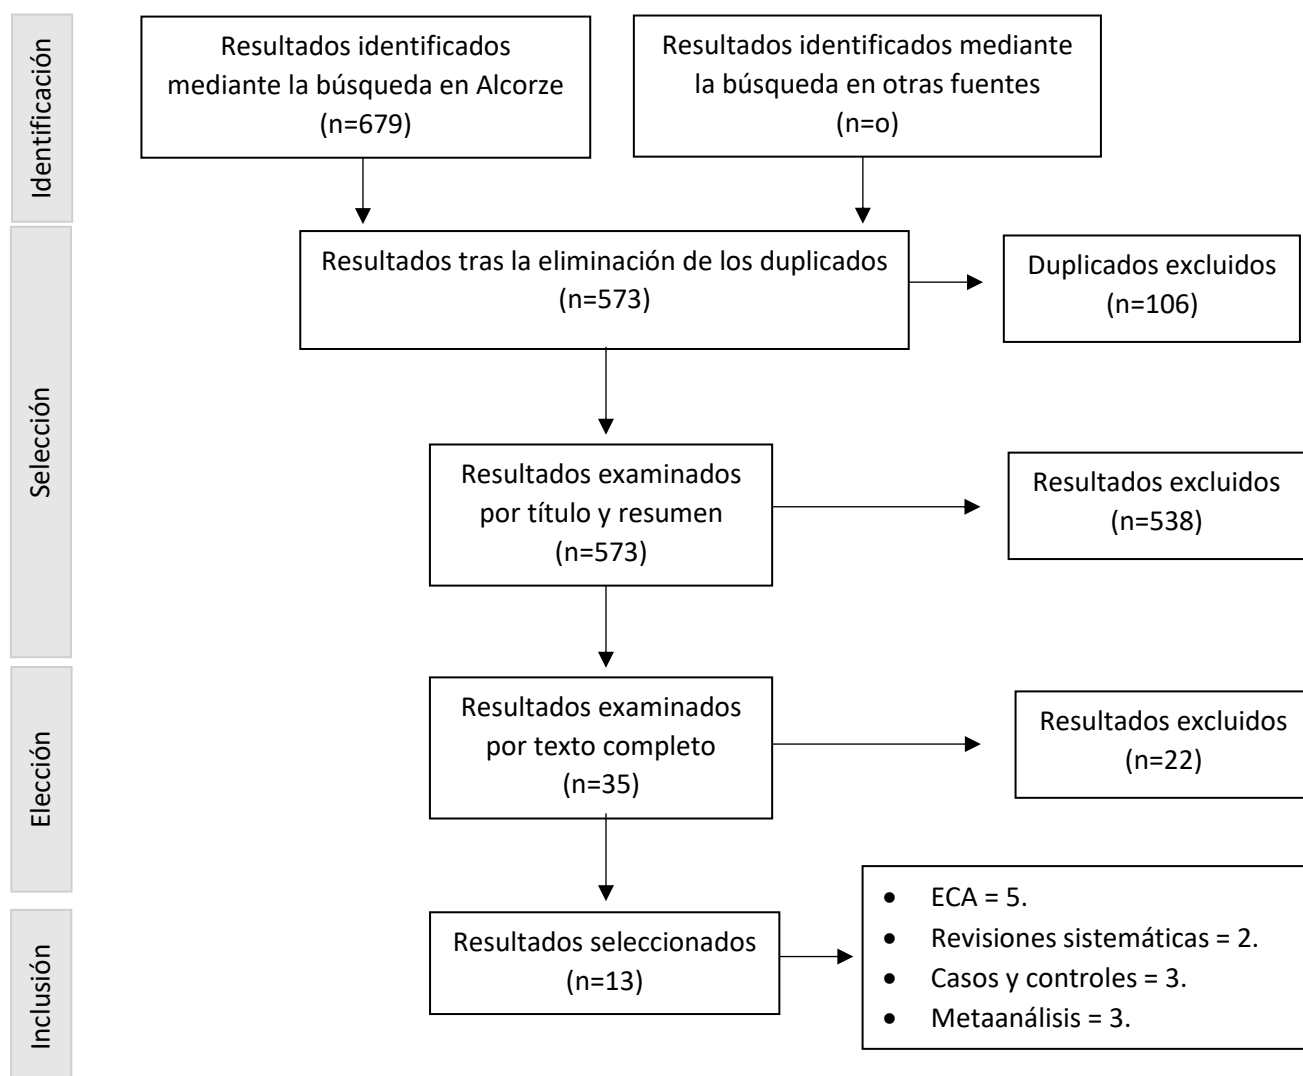 Identificación
Resultados identificados
mediante la búsqueda en Alcorze
(n=679)
Resultados identificados mediante
la búsqueda en otras fuentes
(n=o)
Selección
Resultados tras la eliminación de los duplicados
(n=573)
Duplicados excluidos
(n=106)
Resultados examinados
por título y resumen
(n=573)
Resultados excluidos
(n=538)
Elección
Resultados examinados
por texto completo
(n=35)
Resultados excluidos
(n=22)
Inclusión
Resultados seleccionados
(n=13)
• ECA = 5.
• Revisiones sistemáticas = 2.
• Casos y controles = 3.
• Metaanálisis = 3.